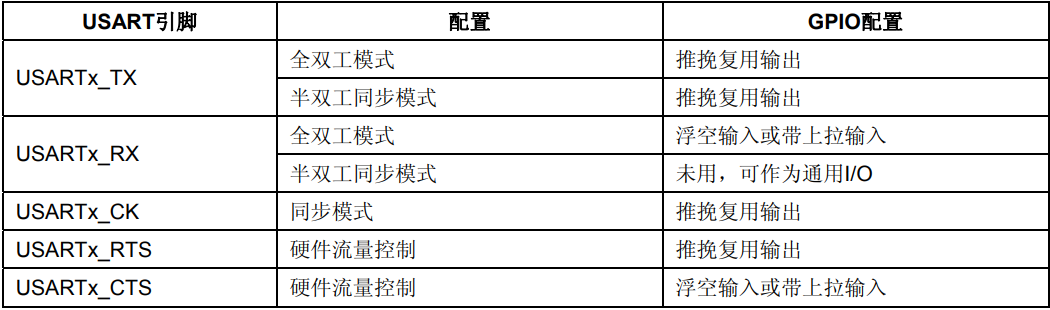 USART引脚 配置 GPIO配置
USARTx_TX 全双工模式 推挽复用输出
半双工同步模式 推挽复用输出
USARTx_RX 全双工模式 浮空输入或带上拉输入
半双工同步模式 未用，可作为通用I/O
USARTx_CK 同步模式 推挽复用输出
USARTx_RTS 硬件流量控制 推挽复用输出
USARTx_CTS 硬件流量控制 浮空输入或带上拉输入